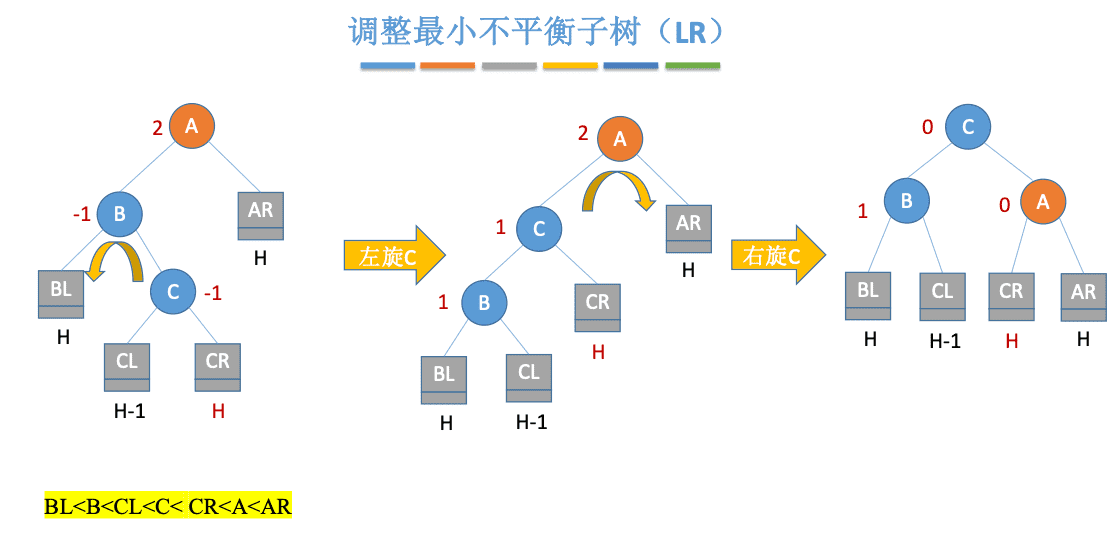 调整最小不平衡子树（LR）
2
A
-1
B
AR
H
BL
H
C
-1
CL
H-1
CR
H
左旋C
2
A
1
C
AR
H
1
B
CR
H
BL
H
CL
H-1
右旋C
0
C
1
B
0
A
BL
H
CL
H-1
CR
H
AR
H
BL<B<CL<C< CR<A<AR